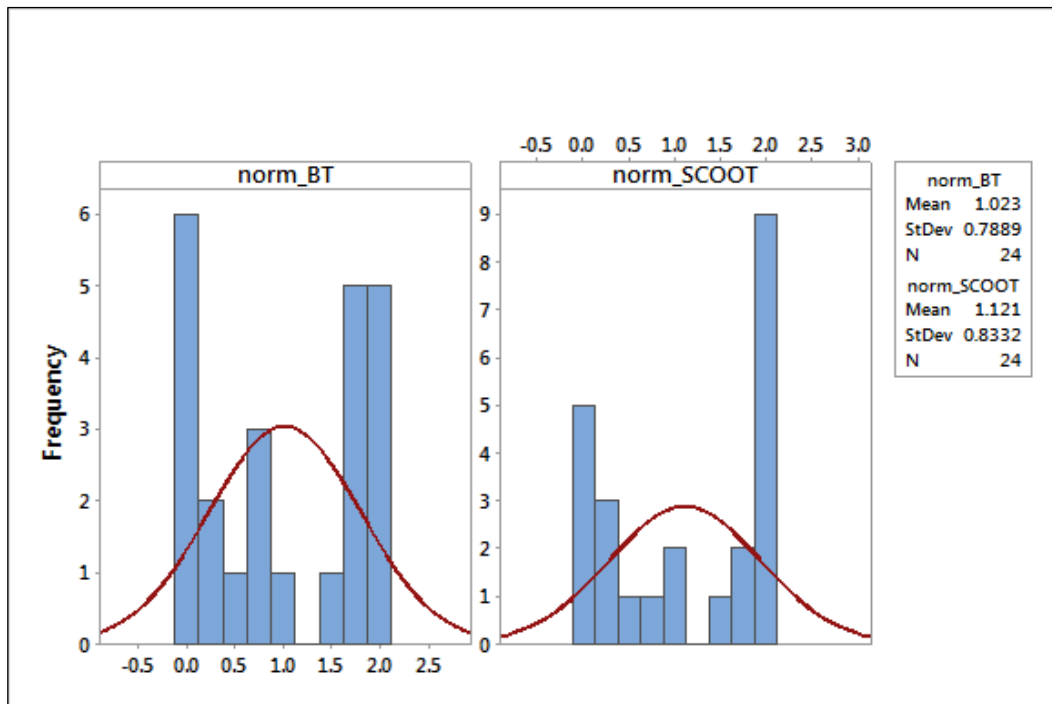 -0.5 0.0 0.5 1.0 1.5 2.0 2.5 3.0
norm_BT
norm_SCOOT
6
5
4
3
2
1
0
Frequency
-0.5 0.0 0.5 1.0 1.5 2.0 2.5
9
8
7
6
5
4
3
2
1
0
norm_BT
Mean 1.023
StDev 0.7889
N 24
norm_SCOOT
Mean 1.121
StDev 0.8332
N 24